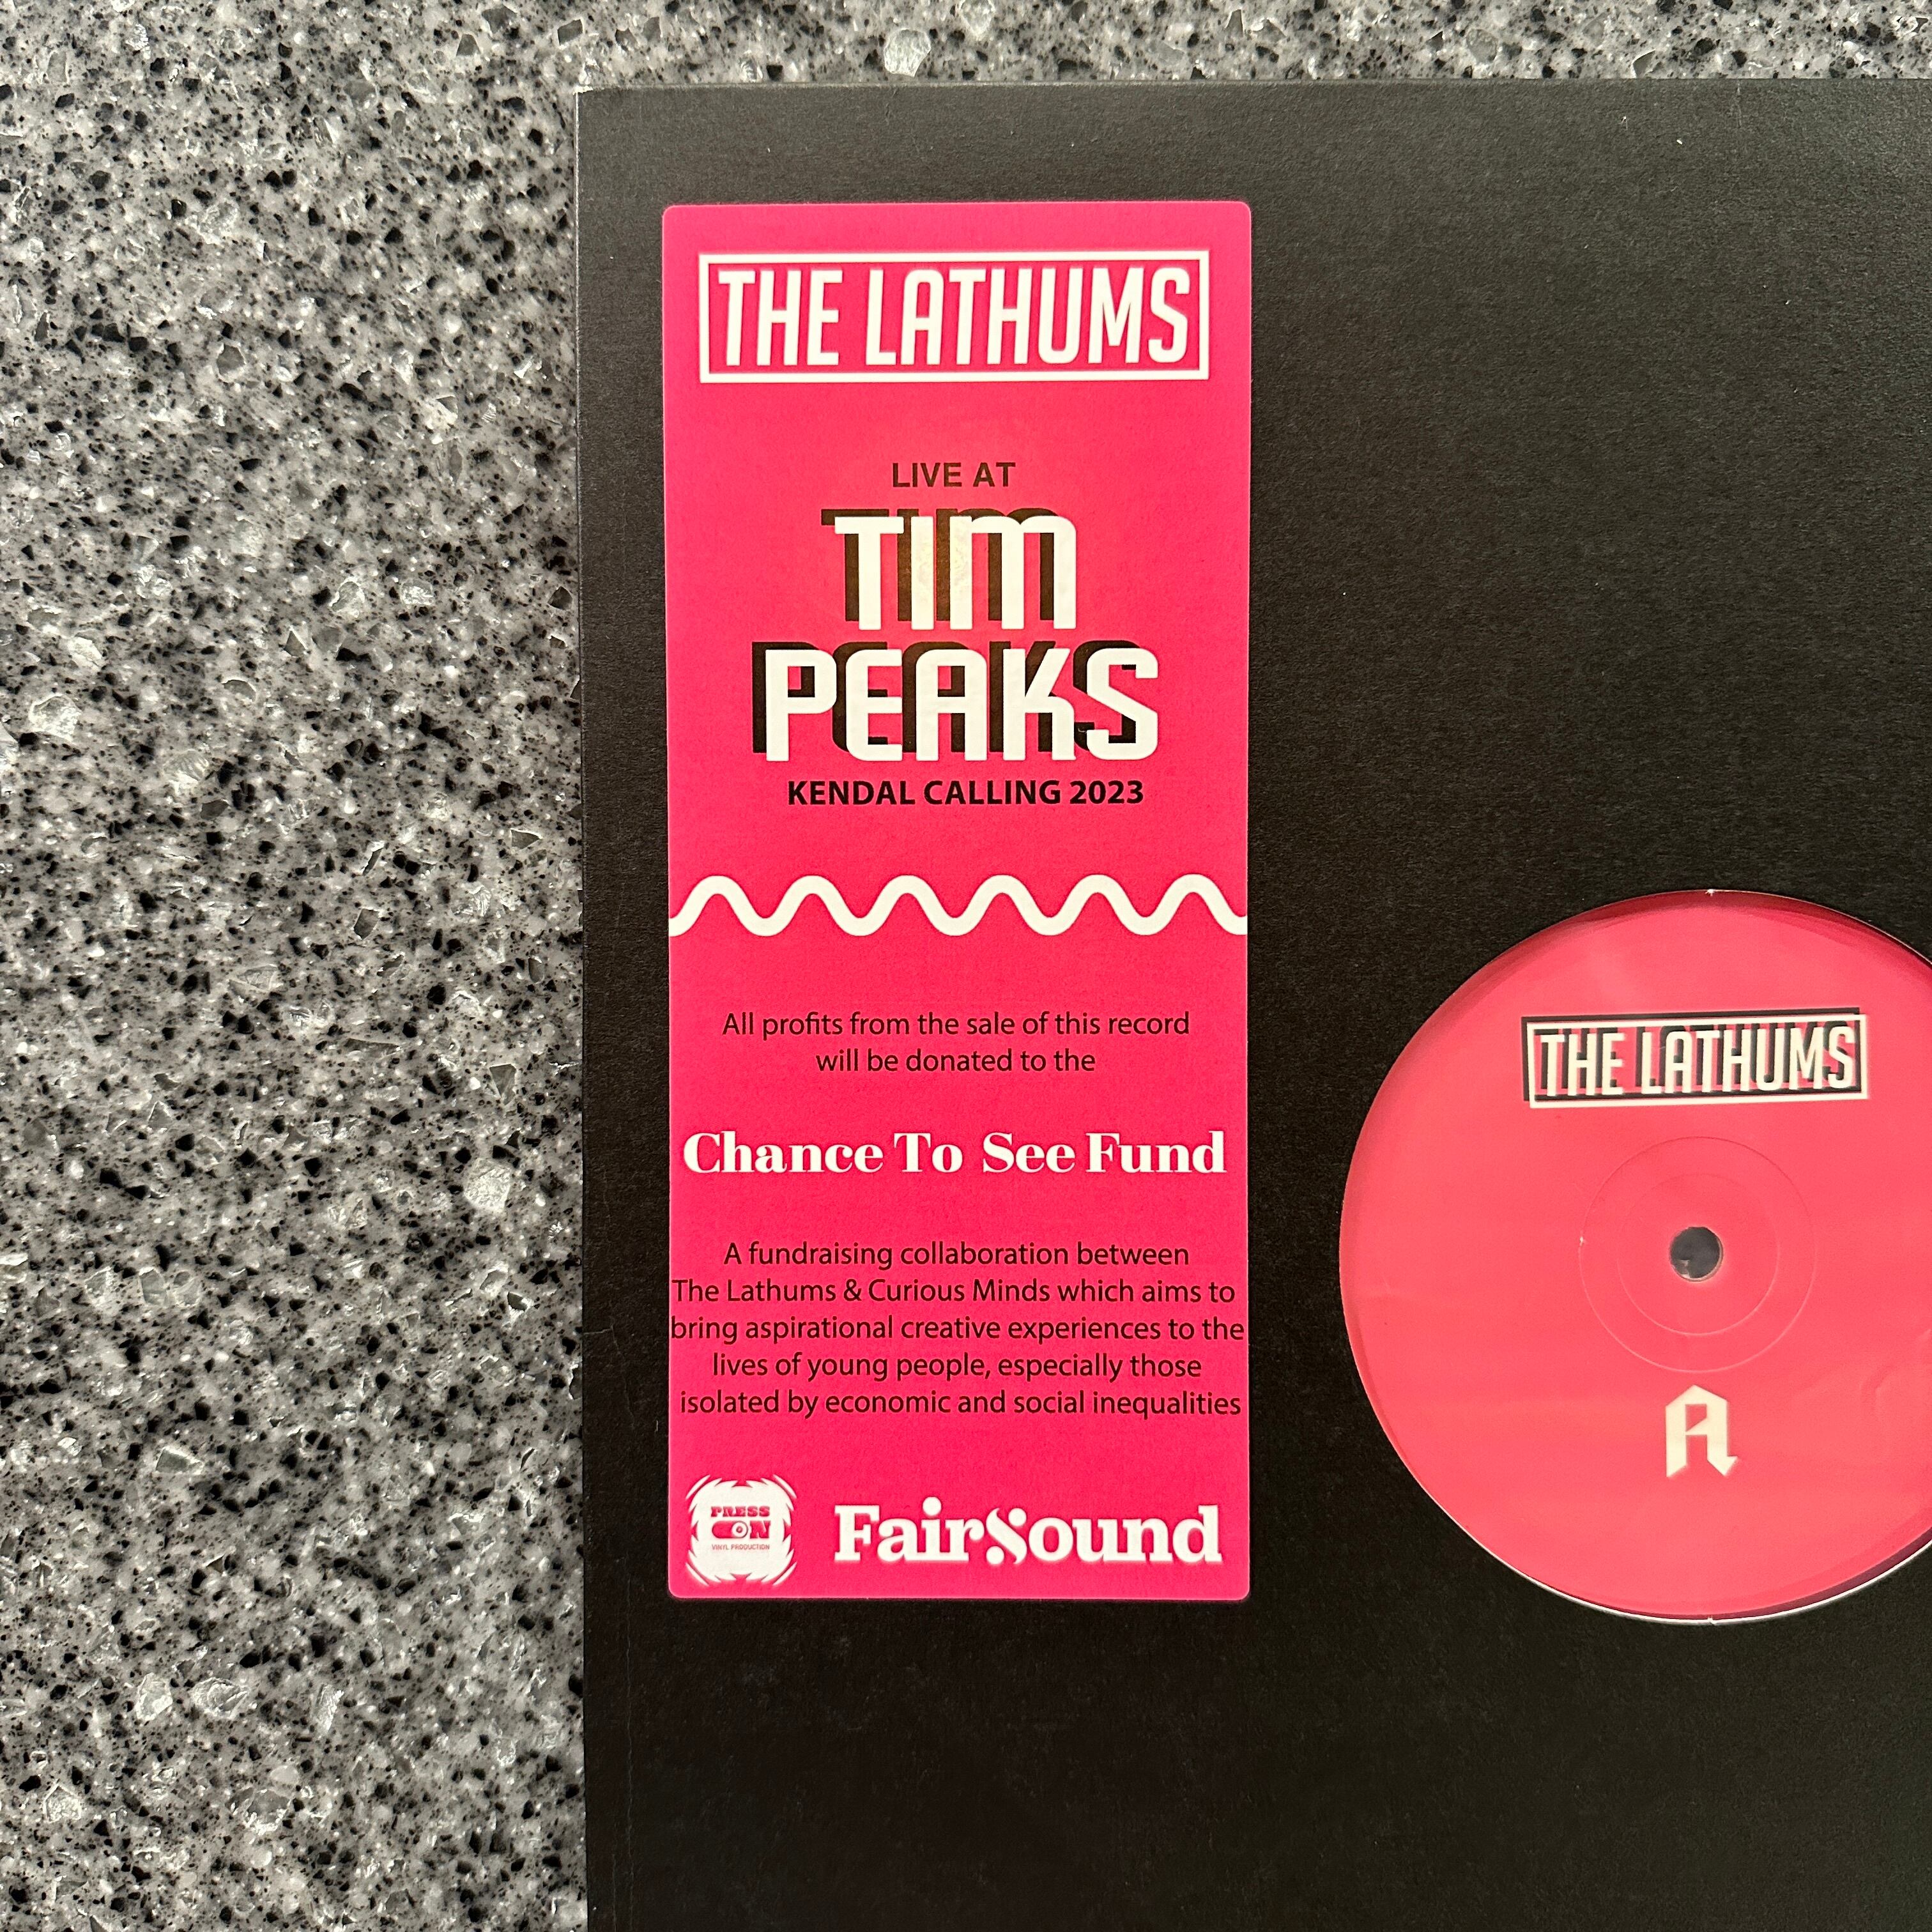 THE LATHUMS
LIVE AT
TIM
PEAKS
KENDAL CALLING 2023
All profits from the sale of this record
will be donated to the
Chance To See Fund
A fundraising collaboration between
The Lathums & Curious Minds which aims to
bring aspirational creative experiences to the
lives of young people, especially those
isolated by economic and social inequalities
PRESS
ON
VINYL PRODUCTION
FairSound
THE LATHUMS
A